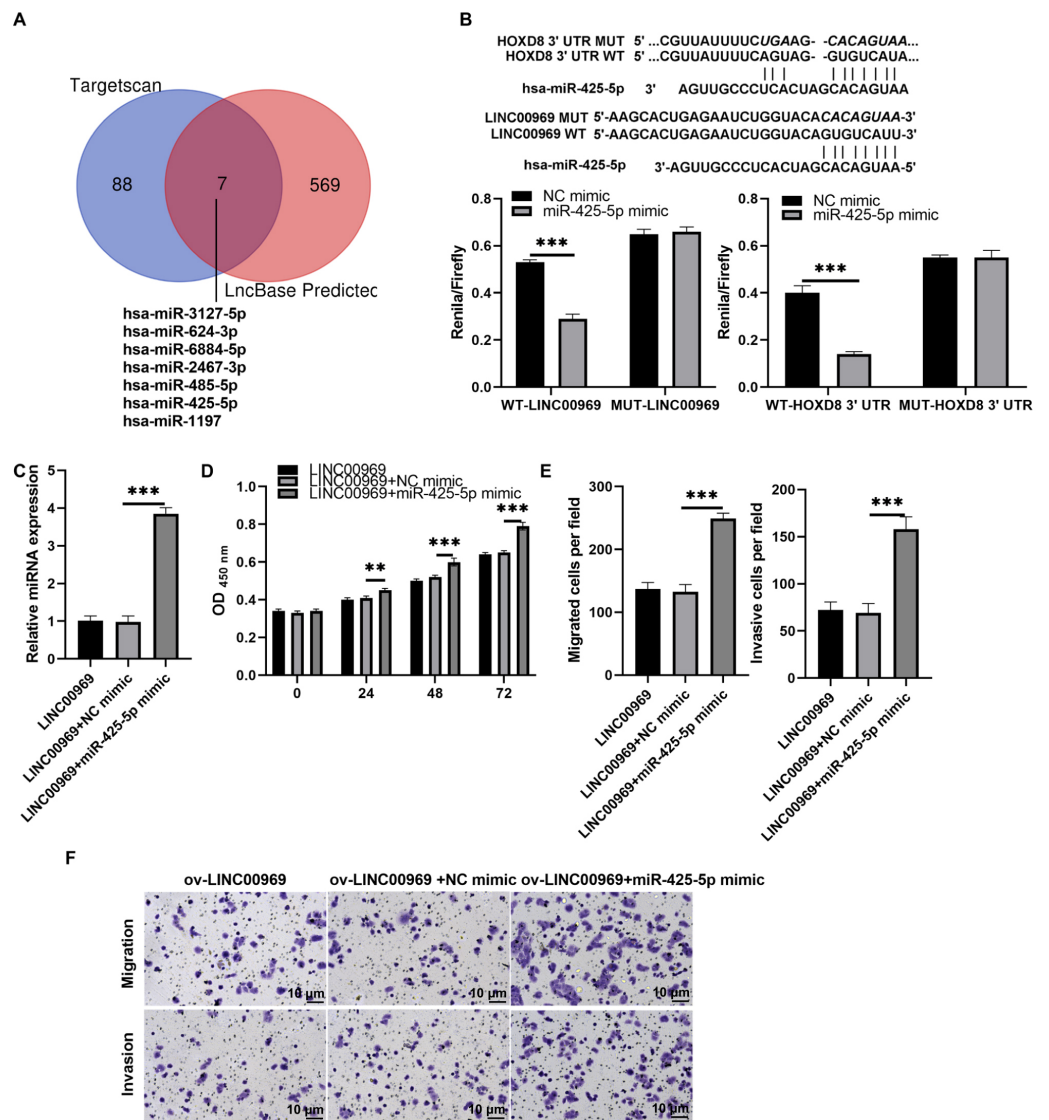 A
Targetscan
88
7
569
LncBase Predicted
hsa-miR-3127-5p
hsa-miR-624-3p
hsa-miR-6884-5p
hsa-miR-2467-3p
hsa-miR-485-5p
hsa-miR-425-5p
hsa-miR-1197
B
HOXD8 3' UTR MUT 5' ...CGUUAUUUUCUGAAG- -CACAGUAA...
HOXD8 3' UTR WT 5' ...CGUUAUUUUCAGUAG- -GUGUCAUA...
hsa-miR-425-5p 3' AGUUGCCCUCACUAGCACAGUAA
LINC00969 MUT 5'-AAGCACUGAGAAUCUGGUACACACAGUAA-3'
LINC00969 WT 5'-AAGCACUGAGAAUCUGGUACAGUGUCAUU-3'
hsa-miR-425-5p 3'-AGUUGCCCUCACUAGCACAGUAA-5'
NC mimic
miR-425-5p mimic
Renila/Firefly
0.8
0.6
0.4
0.2
0.0
***
WT-LINC00969 MUT-LINC00969
NC mimic
miR-425-5p mimic
Renila/Firefly
0.8
0.6
0.4
0.2
0.0
***
WT-HOXD8 3' UTR MUT-HOXD8 3' UTR
C
Relative miRNA expression
5
4
3
2
1
0
***
LINC00969
LINC00969+NC mimic
LINC00969+miR-425-5p mimic
D
LINC00969
LINC00969+NC mimic
LINC00969+miR-425-5p mimic
OD 450 nm
1.0
0.8
0.6
0.4
0.2
0.0
**
***
***
0 24 48 72
E
Migrated cells per field
300
200
100
0
***
LINC00969
LINC00969+NC mimic
LINC00969+miR-425-5p mimic
Invasive cells per field
200
150
100
50
0
***
LINC00969
LINC00969+NC mimic
LINC00969+miR-425-5p mimic
F
ov-LINC00969 ov-LINC00969 +NC mimic ov-LINC00969+miR-425-5p mimic
Migration
10 µm 10 µm 10 µm
Invasion
10 µm 10 µm 10 µm